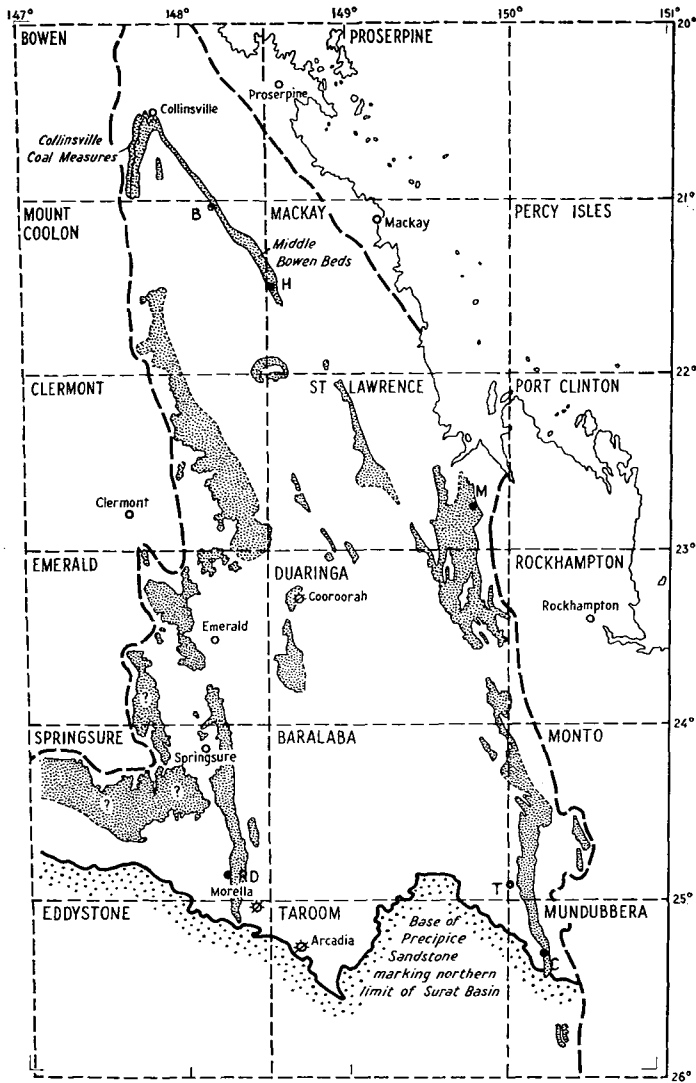 147°
148°
149°
150°
151°
20°
BOWEN
PROSERPINE
Proserpine
Collinsville
Collinsville
Coal Measures
21°
MOUNT
COOLON
B
MACKAY
Mackay
PERCY ISLES
Middle
Bowen Beds
H
22°
CLERMONT
ST LAWRENCE
PORT CLINTON
Clermont
M
23°
EMERALD
DUARINGA
ROCKHAMPTON
Cooroorah
Rockhampton
Emerald
?
24°
SPRINGSURE
BARALABA
MONTO
Springsure
?
?
D
Morella
T
25°
EDDYSTONE
TAROOM
MUNDUBBERA
Arcadia
Base of
Precipice
Sandstone
marking northern
limit of Surat Basin
C
26°